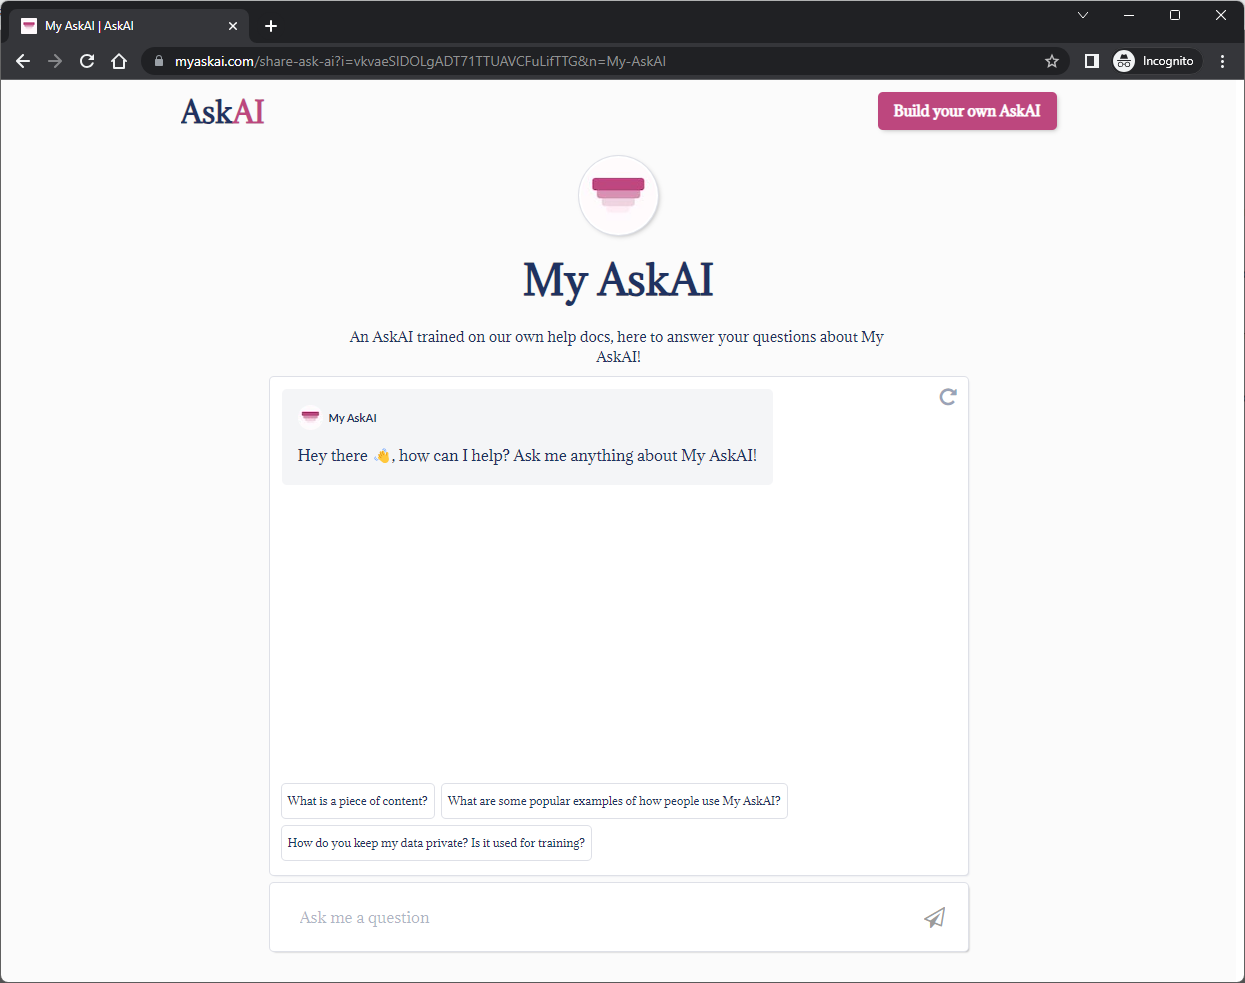 My AskAI | AskAI
myaskai.com/share-ask-ai?i=vkvaeSIDOLgADT71TTUAVCFuLifTTG&n=My-AskAI
Incognito
AskAI
Build your own AskAI
My AskAI
An AskAI trained on our own help docs, here to answer your questions about My
AskAI!
My AskAI
Hey there 👋, how can I help? Ask me anything about My AskAI!
What is a piece of content?
What are some popular examples of how people use My AskAI?
How do you keep my data private? Is it used for training?
Ask me a question